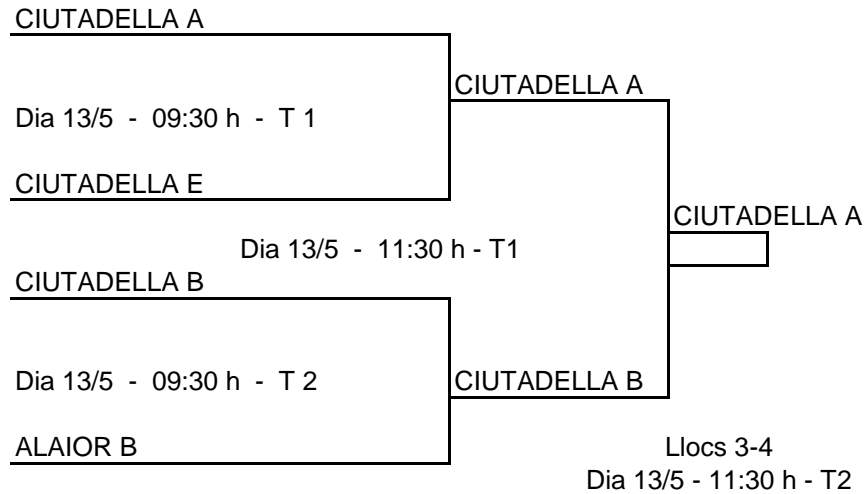 CIUTADELLA A
CIUTADELLA A
Dia 13/5 - 09:30 h - T 1
CIUTADELLA E
CIUTADELLA A
Dia 13/5 - 11:30 h - T1
CIUTADELLA B
Dia 13/5 - 09:30 h - T 2
CIUTADELLA B
ALAIOR B
Llocs 3-4
Dia 13/5 - 11:30 h - T2